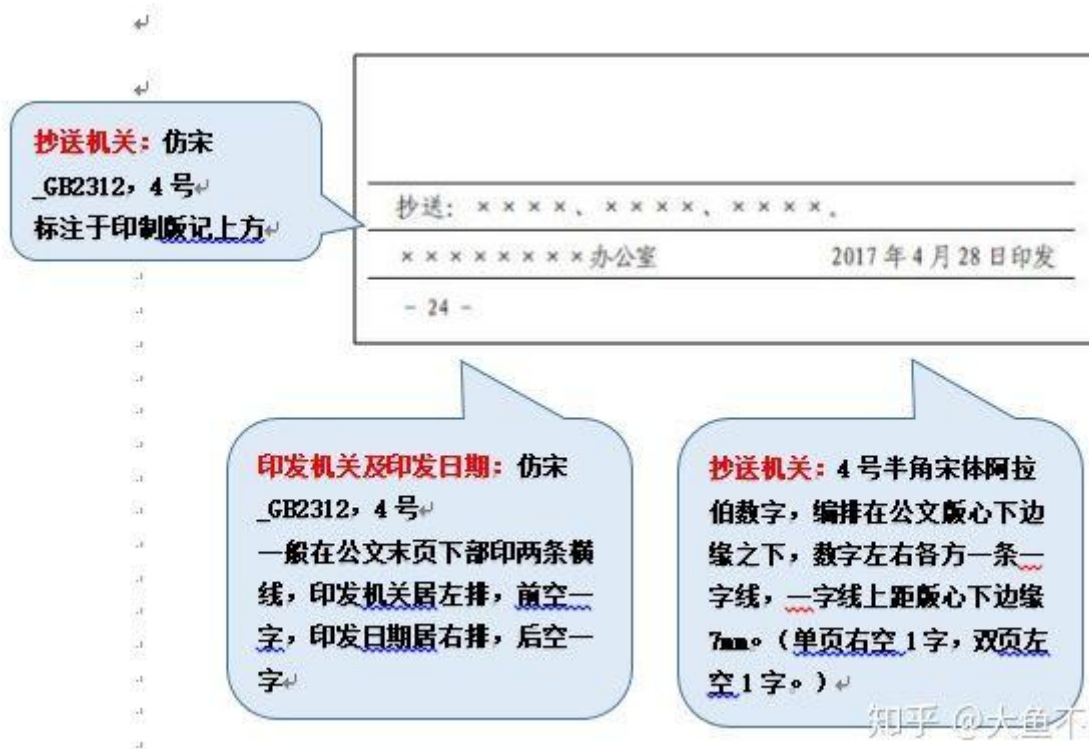 抄送机关：仿宋
_GB2312，4号
标注于印制版记上方
抄送：××××、××××、××××。
××××××××办公室 2017年4月28日印发
- 24 -
印发机关及印发日期：仿宋
_GB2312，4号
一般在公文末页下部印两条横
线，印发机关居左排，前空一
字，印发日期居右排，后空一
字
抄送机关：4号半角宋体阿拉
伯数字，编排在公文版心下边
缘之下，数字左右各方一条一
字线，一字线上距版心下边缘
7mm。（单页右空1字，双页左
空1字。）
知乎 @大鱼不